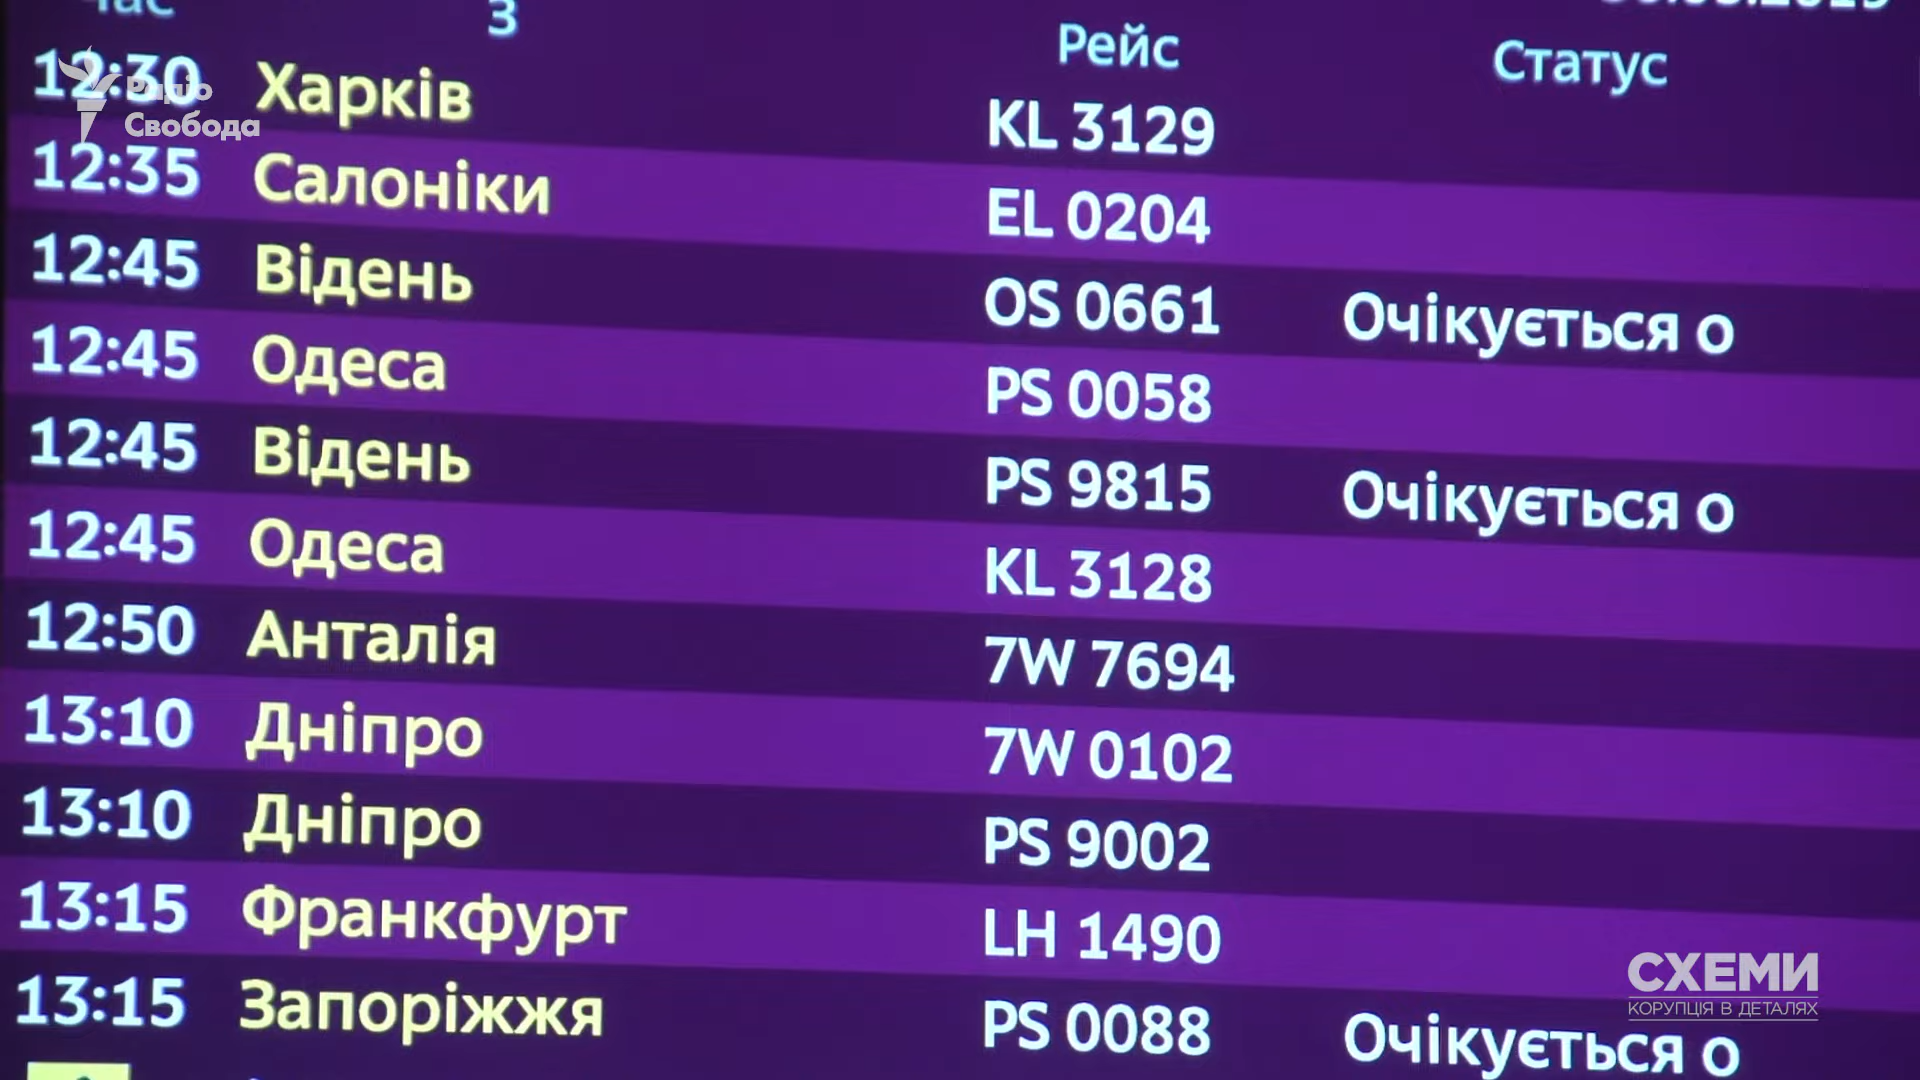 Час З
Рейс Статус
12:30 Харків KL 3129
12:35 Салоніки EL 0204
12:45 Відень OS 0661 Очікується о
12:45 Одеса PS 0058
12:45 Відень PS 9815 Очікується о
12:45 Одеса KL 3128
12:50 Анталія 7W 7694
13:10 Дніпро 7W 0102
13:10 Дніпро PS 9002
13:15 Франкфурт LH 1490
13:15 Запоріжжя PS 0088 Очікується о
Радіо
Свобода
СХЕМИ
КОРУПЦІЯ В ДЕТАЛЯХ